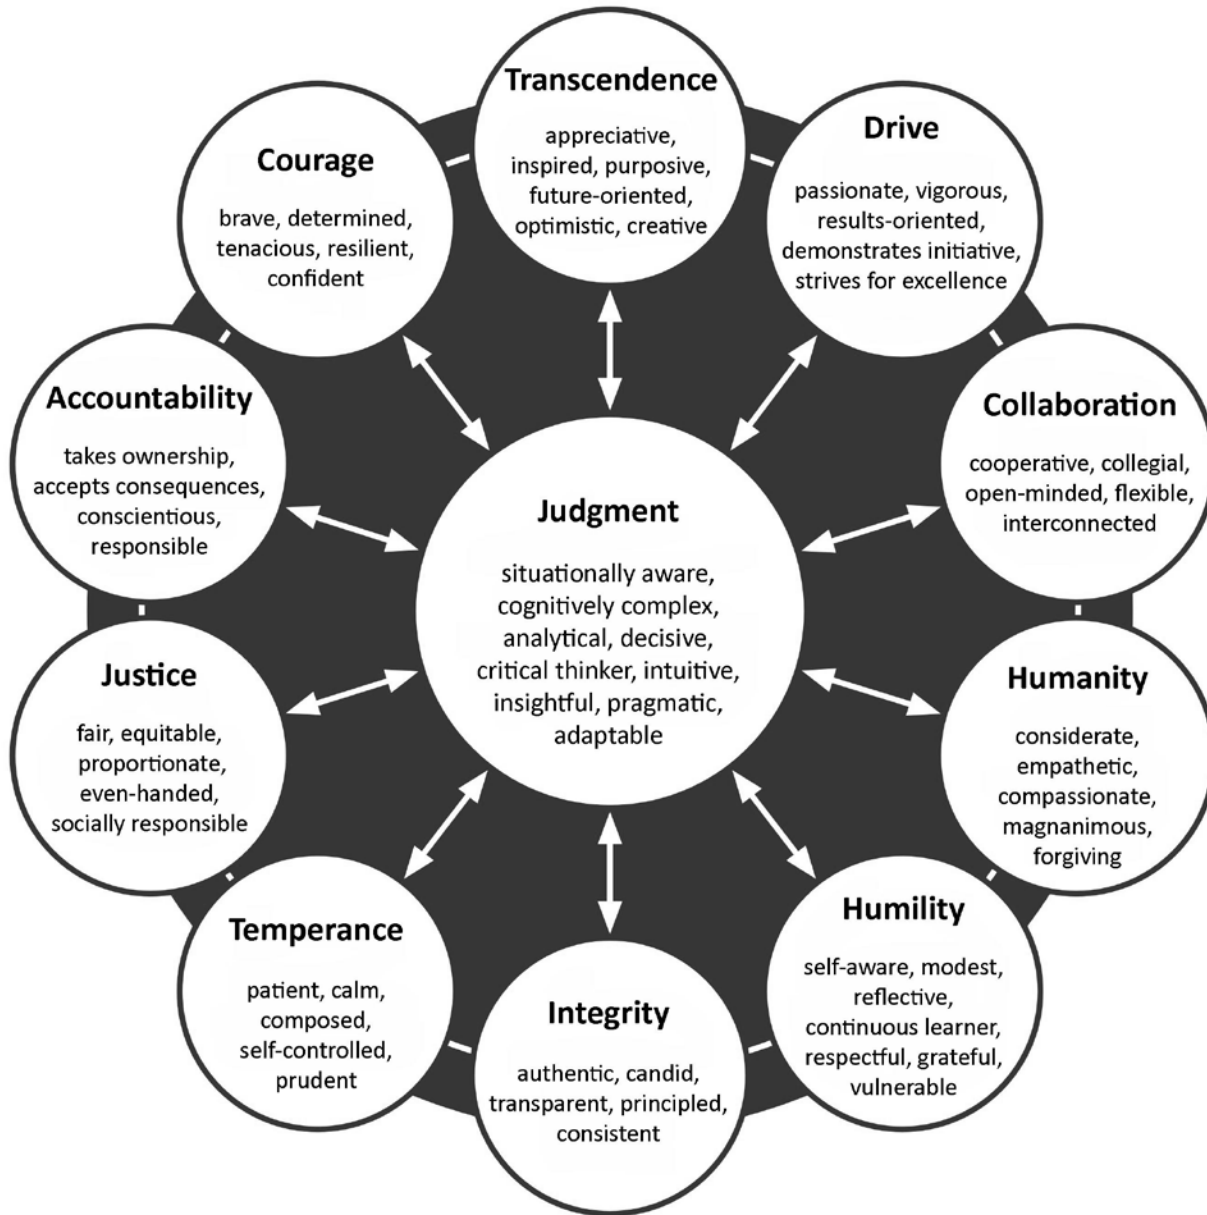 Transcendence
appreciative,
inspired, purposive,
future-oriented,
optimistic, creative
Drive
passionate, vigorous,
results-oriented,
demonstrates initiative,
strives for excellence
Collaboration
cooperative, collegial,
open-minded, flexible,
interconnected
Humanity
considerate,
empathetic,
compassionate,
magnanimous,
forgiving
Humility
self-aware, modest,
reflective,
continuous learner,
respectful, grateful,
vulnerable
Integrity
authentic, candid,
transparent, principled,
consistent
Temperance
patient, calm,
composed,
self-controlled,
prudent
Justice
fair, equitable,
proportionate,
even-handed,
socially responsible
Accountability
takes ownership,
accepts consequences,
conscientious,
responsible
Courage
brave, determined,
tenacious, resilient,
confident
Judgment
situationally aware,
cognitively complex,
analytical, decisive,
critical thinker, intuitive,
insightful, pragmatic,
adaptable